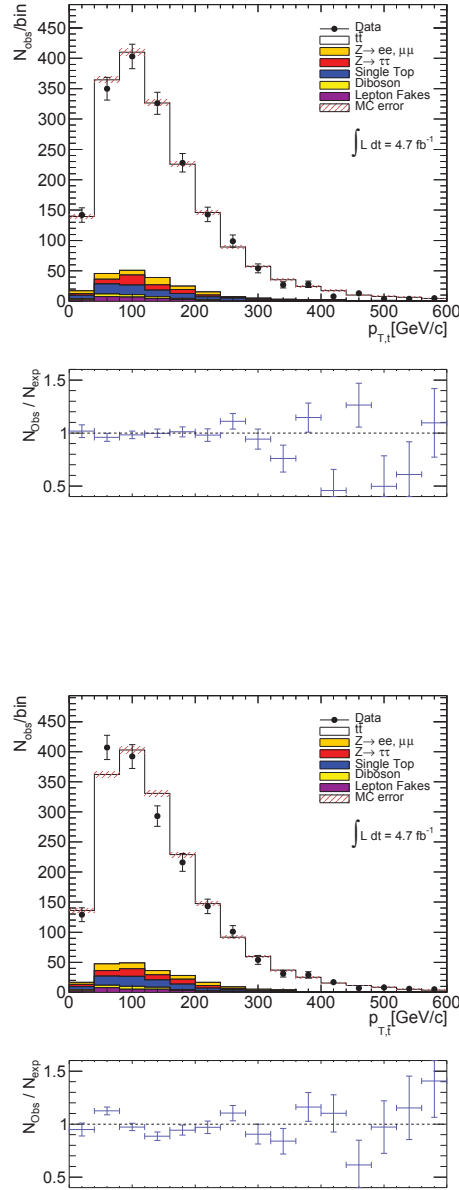 N_obs/bin
450
400
350
300
250
200
150
100
50
0
Data
tt̄
Z→ ee, μμ
Z→ ττ
Single Top
Diboson
Lepton Fakes
MC error
∫ L dt = 4.7 fb⁻¹
0 100 200 300 400 500 600
p_T,t[GeV/c]
N_Obs / N_exp
1.5
1
0.5
N_obs/bin
450
400
350
300
250
200
150
100
50
0
Data
tt̄
Z→ ee, μμ
Z→ ττ
Single Top
Diboson
Lepton Fakes
MC error
∫ L dt = 4.7 fb⁻¹
0 100 200 300 400 500 600
p_T,t̄[GeV/c]
N_Obs / N_exp
1.5
1
0.5